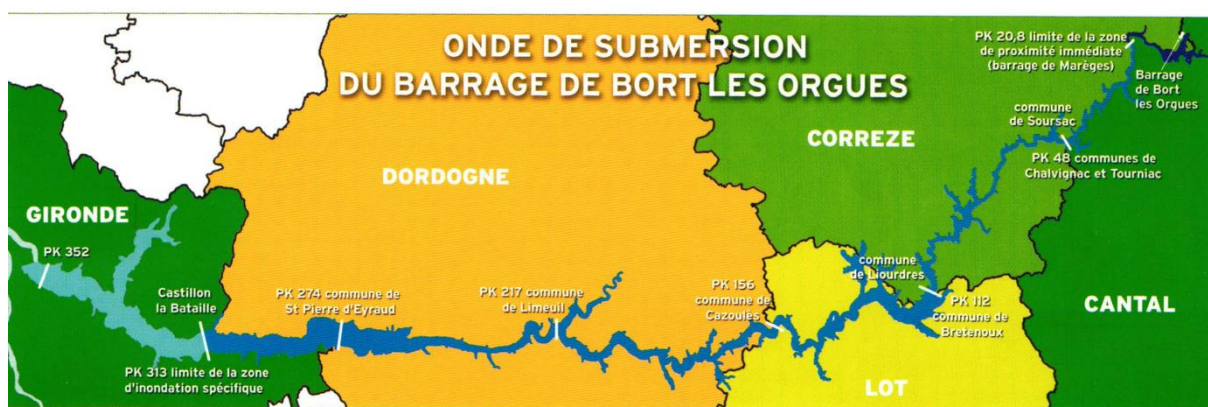 ONDE DE SUBMERSION
DU BARRAGE DE BORT LES ORGUES
PK 20,8 limite de la zone
de proximité immédiate
(barrage de Marèges)
Barrage
de Bort
les Orgues
commune
de Soursac
CORREZE
PK 48 communes de
Chalvignac et Tourniac
DORDOGNE
GIRONDE
PK 352
Castillon
la Bataille
PK 274 commune de
St Pierre d'Eyraud
PK 217 commune
de Limeuil
PK 156
commune de
Cazoulès
commune
de Liourdres
PK 112
commune de
Bretenoux
CANTAL
PK 313 limite de la zone
d'inondation spécifique
LOT